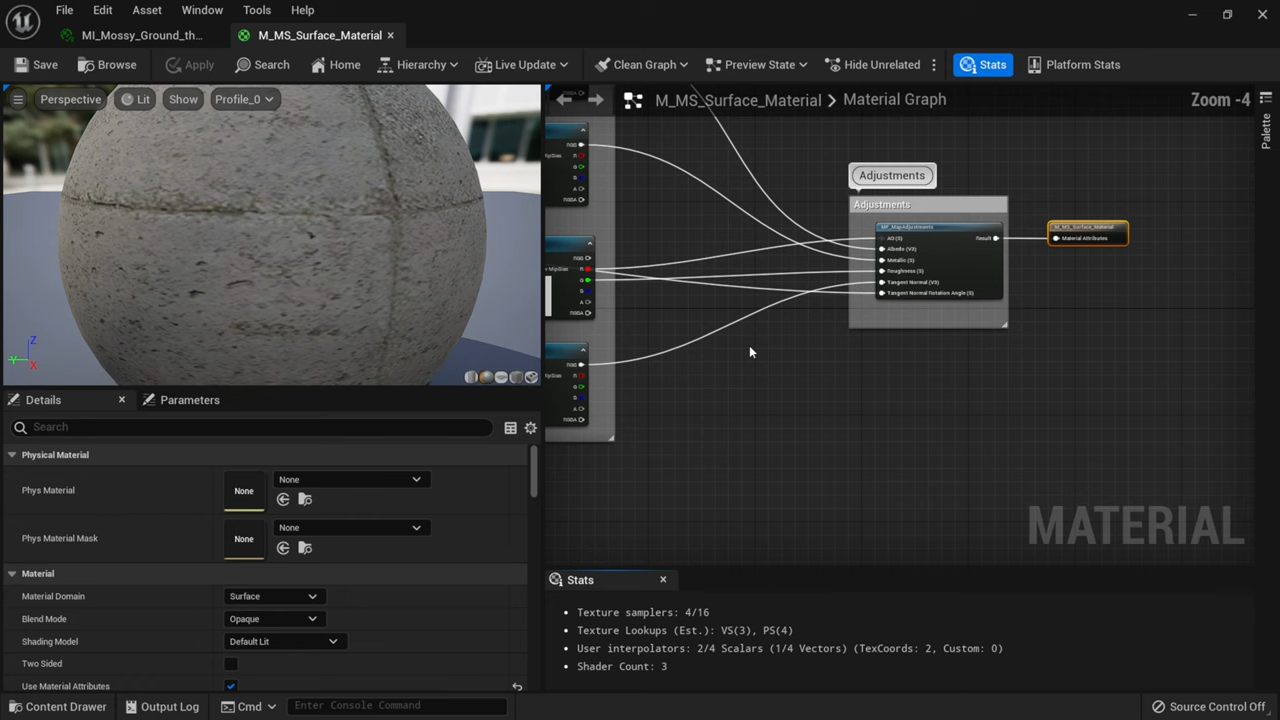 File Edit Asset Window Tools Help
MI_Mossy_Ground_th...
M_MS_Surface_Material
Save
Browse
Apply
Search
Home
Hierarchy
Live Update
Clean Graph
Preview State
Hide Unrelated
Stats
Platform Stats
Perspective
Lit
Show
Profile_0
M_MS_Surface_Material
Material Graph
Zoom -4
Palette
Z
Y
X
RGB
R
G
B
A
RGBA
RGB
R
G
B
A
RGBA
RGB
R
G
B
A
RGBA
Adjustments
Adjustments
MF_MapAdjustments
AO (S)
Result
Albedo (V3)
Metallic (S)
Roughness (S)
Tangent Normal (V3)
Tangent Normal Rotation Angle (S)
M_MS_Surface_Material
Material Attributes
MATERIAL
Details
Parameters
Search
Physical Material
Phys Material
None
None
Phys Material Mask
None
None
Material
Material Domain
Surface
Blend Mode
Opaque
Shading Model
Default Lit
Two Sided
Use Material Attributes
Stats
Texture samplers: 4/16
Texture Lookups (Est.): VS(3), PS(4)
User interpolators: 2/4 Scalars (1/4 Vectors) (TexCoords: 2, Custom: 0)
Shader Count: 3
Content Drawer
Output Log
Cmd
Enter Console Command
Source Control Off